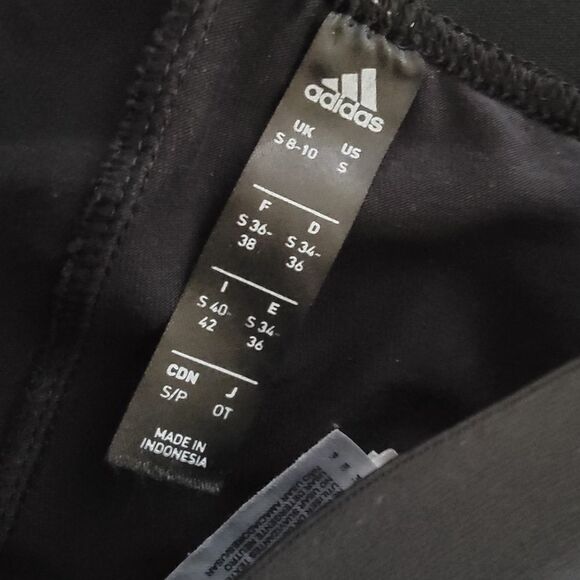 adidas
UK US
S 8-10 S
F D
S 36- S 34-
38 36
I E
S 40- S 34-
42 36
CDN J
S/P OT
MADE IN
INDONESIA